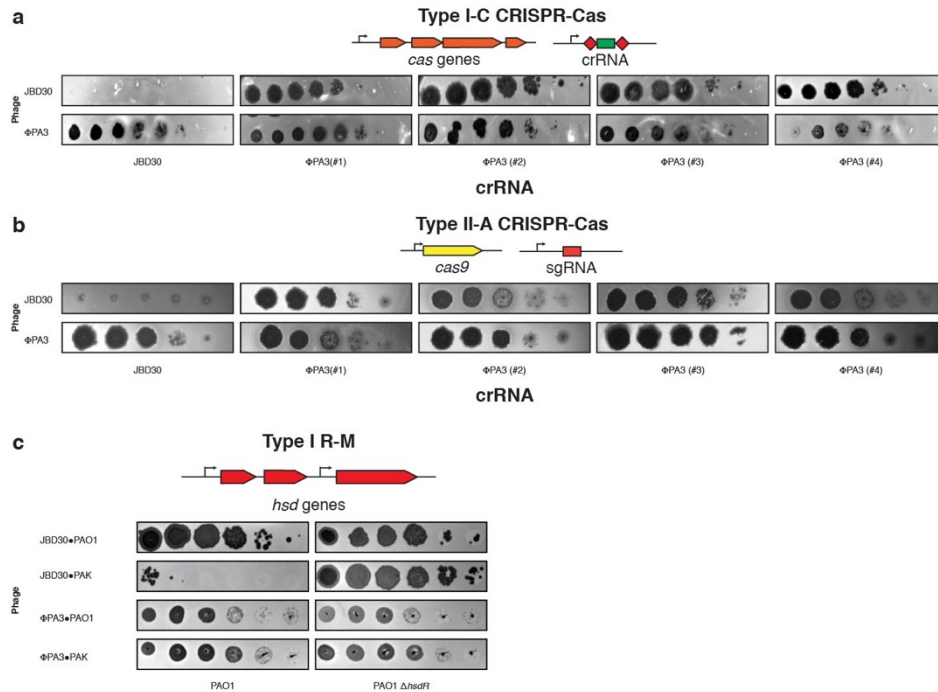 a
Type I-C CRISPR-Cas
cas genes
crRNA
Phage
JBD30
ΦPA3
JBD30
ΦPA3(#1)
ΦPA3 (#2)
ΦPA3 (#3)
ΦPA3 (#4)
crRNA
b
Type II-A CRISPR-Cas
cas9
sgRNA
Phage
JBD30
ΦPA3
JBD30
ΦPA3(#1)
ΦPA3 (#2)
ΦPA3 (#3)
ΦPA3 (#4)
crRNA
c
Type I R-M
hsd genes
Phage
JBD30●PAO1
JBD30●PAK
ΦPA3●PAO1
ΦPA3●PAK
PAO1
PAO1 ΔhsdR